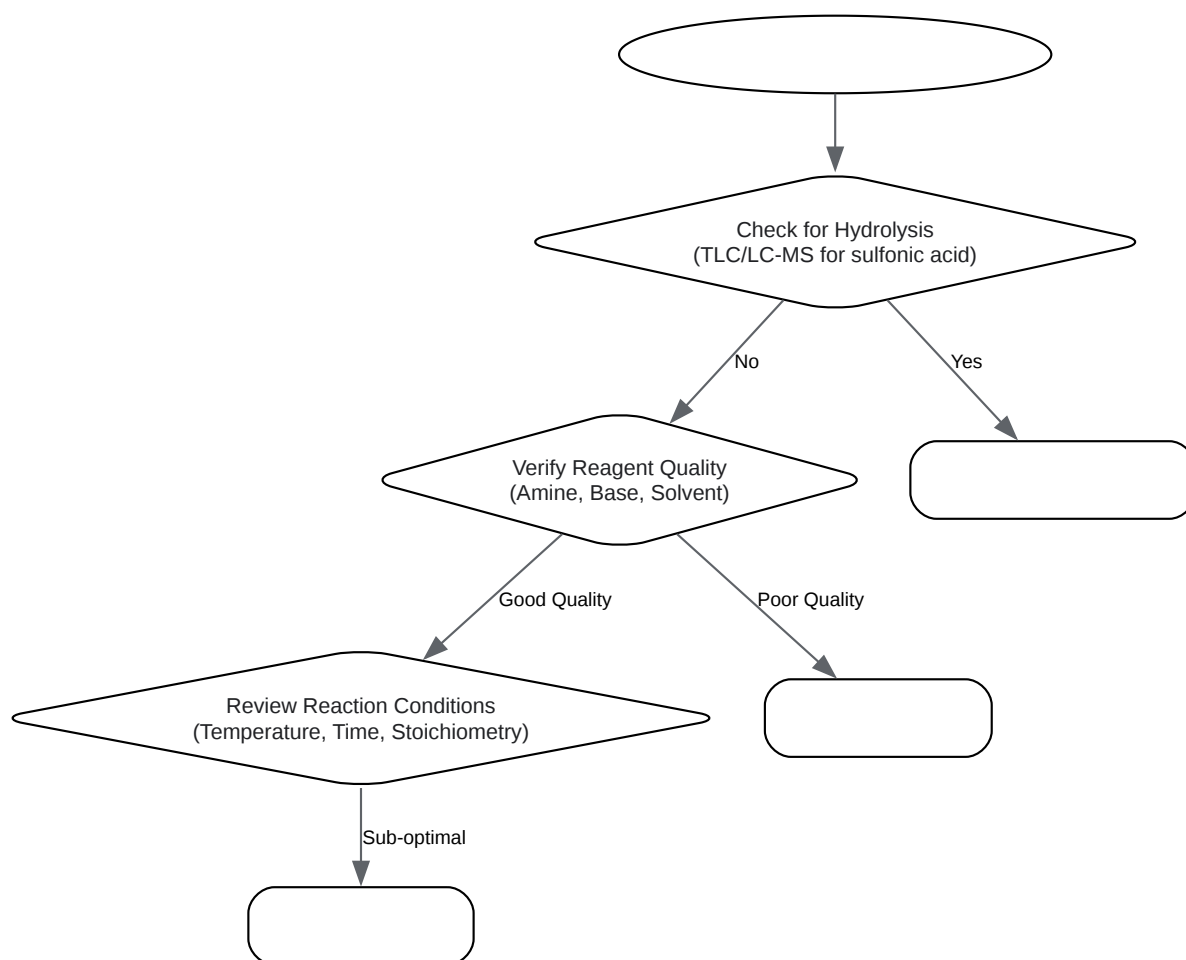 Check for Hydrolysis
(TLC/LC-MS for sulfonic acid)
No
Yes
Verify Reagent Quality
(Amine, Base, Solvent)
Good Quality
Poor Quality
Review Reaction Conditions
(Temperature, Time, Stoichiometry)
Sub-optimal